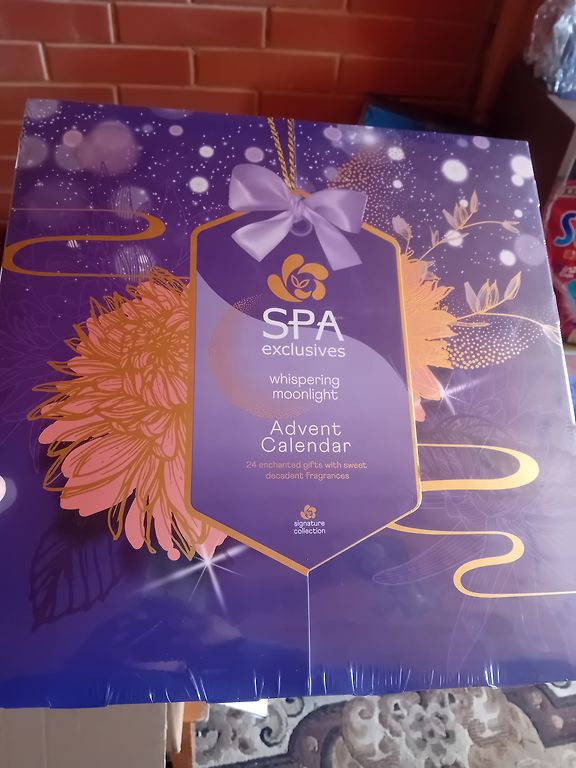 SPA
exclusives
whispering
moonlight
Advent
Calendar
24 enchanted gifts with sweet
decadent fragrances
signature
collection